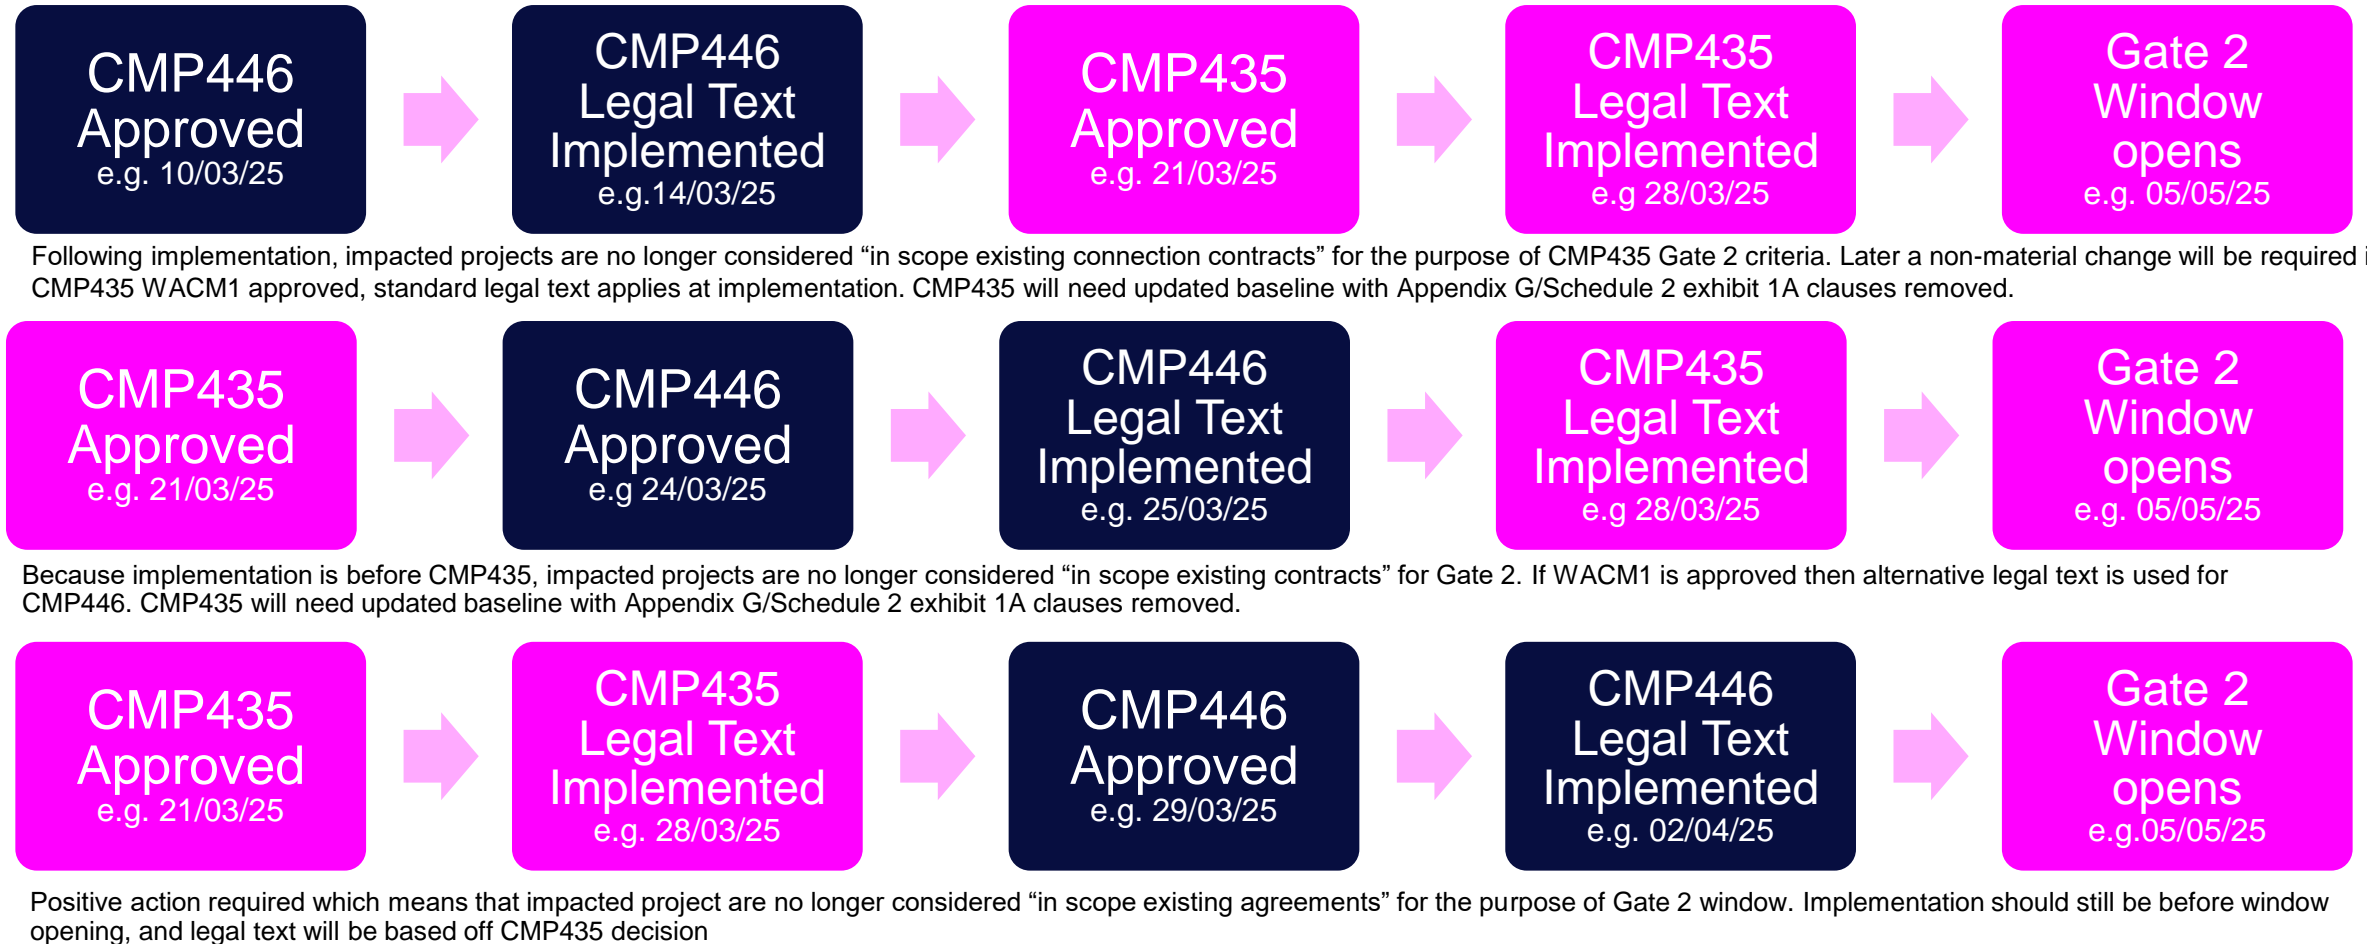 CMP446
Approved
e.g. 10/03/25
CMP446
Legal Text
Implemented
e.g.14/03/25
CMP435
Approved
e.g. 21/03/25
CMP435
Legal Text
Implemented
e.g 28/03/25
Gate 2
Window
opens
e.g. 05/05/25
Following implementation, impacted projects are no longer considered “in scope existing connection contracts” for the purpose of CMP435 Gate 2 criteria. Later a non-material change will be required
CMP435 WACM1 approved, standard legal text applies at implementation. CMP435 will need updated baseline with Appendix G/Schedule 2 exhibit 1A clauses removed.
CMP435
Approved
e.g. 21/03/25
CMP446
Approved
e.g 24/03/25
CMP446
Legal Text
Implemented
e.g. 25/03/25
CMP435
Legal Text
Implemented
e.g 28/03/25
Gate 2
Window
opens
e.g. 05/05/25
Because implementation is before CMP435, impacted projects are no longer considered “in scope existing contracts” for Gate 2. If WACM1 is approved then alternative legal text is used for
CMP446. CMP435 will need updated baseline with Appendix G/Schedule 2 exhibit 1A clauses removed.
CMP435
Approved
e.g. 21/03/25
CMP435
Legal Text
Implemented
e.g. 28/03/25
CMP446
Approved
e.g. 29/03/25
CMP446
Legal Text
Implemented
e.g. 02/04/25
Gate 2
Window
opens
e.g.05/05/25
Positive action required which means that impacted project are no longer considered “in scope existing agreements” for the purpose of Gate 2 window. Implementation should still be before window
opening, and legal text will be based off CMP435 decision